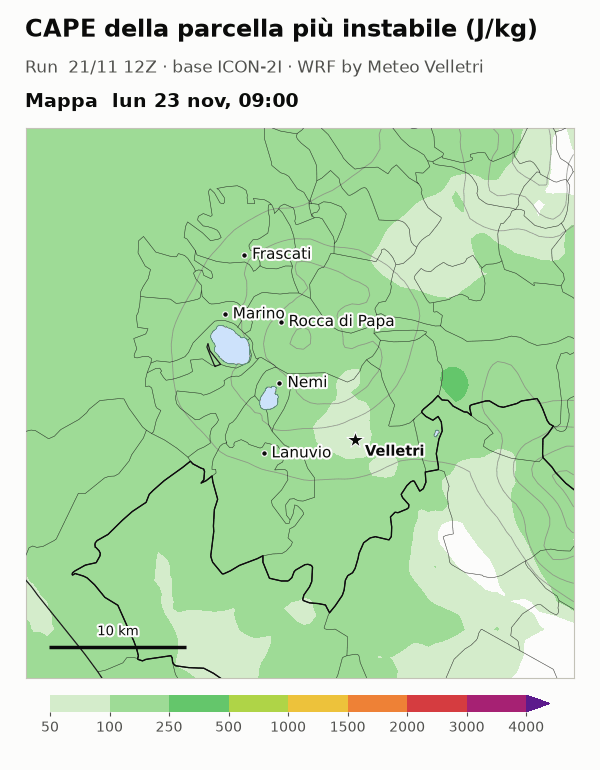 CAPE della parcella più instabile (J/kg)
Run  21/11 12Z · base ICON-2I · WRF by Meteo Velletri
Mappa  lun 23 nov, 09:00
Frascati
Marino
Rocca di Papa
Nemi
Velletri
Lanuvio
10 km
50 100 250 500 1000 1500 2000 3000 4000